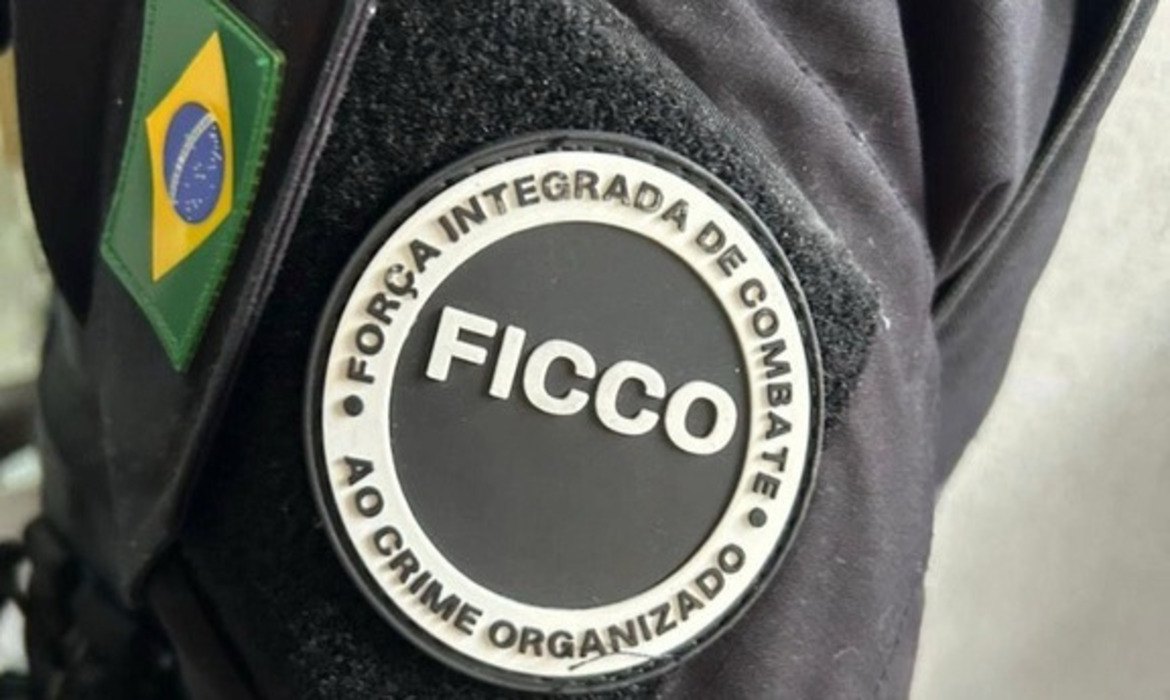 FORÇA INTEGRADA DE COMBATE
FICCO
AO CRIME ORGANIZADO